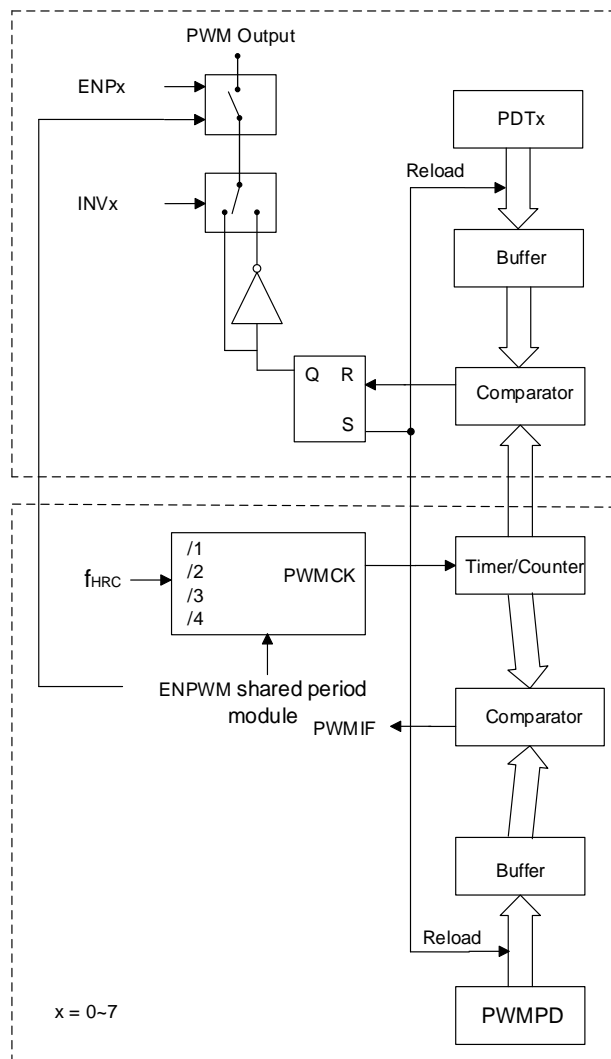 PWM Output
ENPx
PDTx
Reload
INVx
Buffer
Q R
Comparator
S
/1
/2
/3
/4
PWMCK
fHRC
Timer/Counter
ENPWM shared period
module
PWMIF
Comparator
Buffer
Reload
PWMPD
x = 0~7